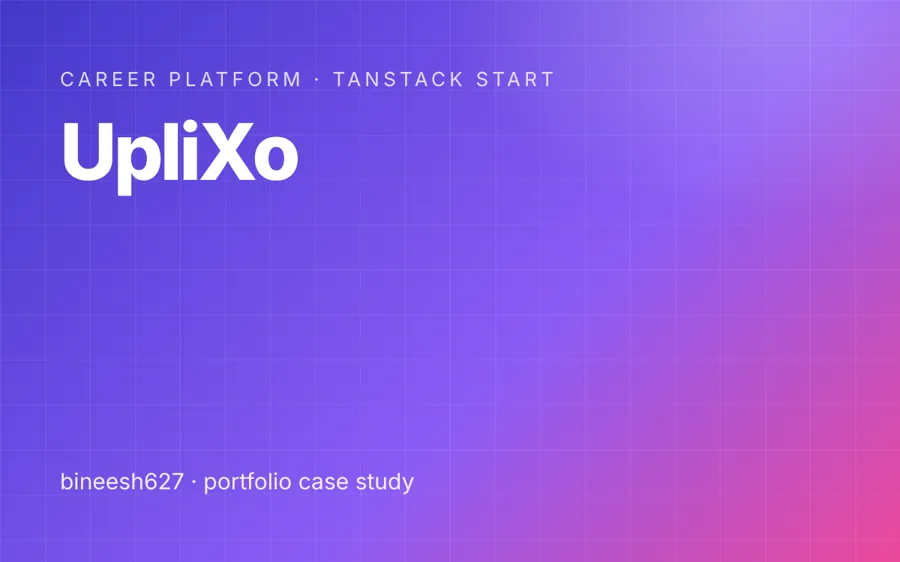 CAREER PLATFORM · TANSTACK START
UpliXo
bineesh627 · portfolio case study